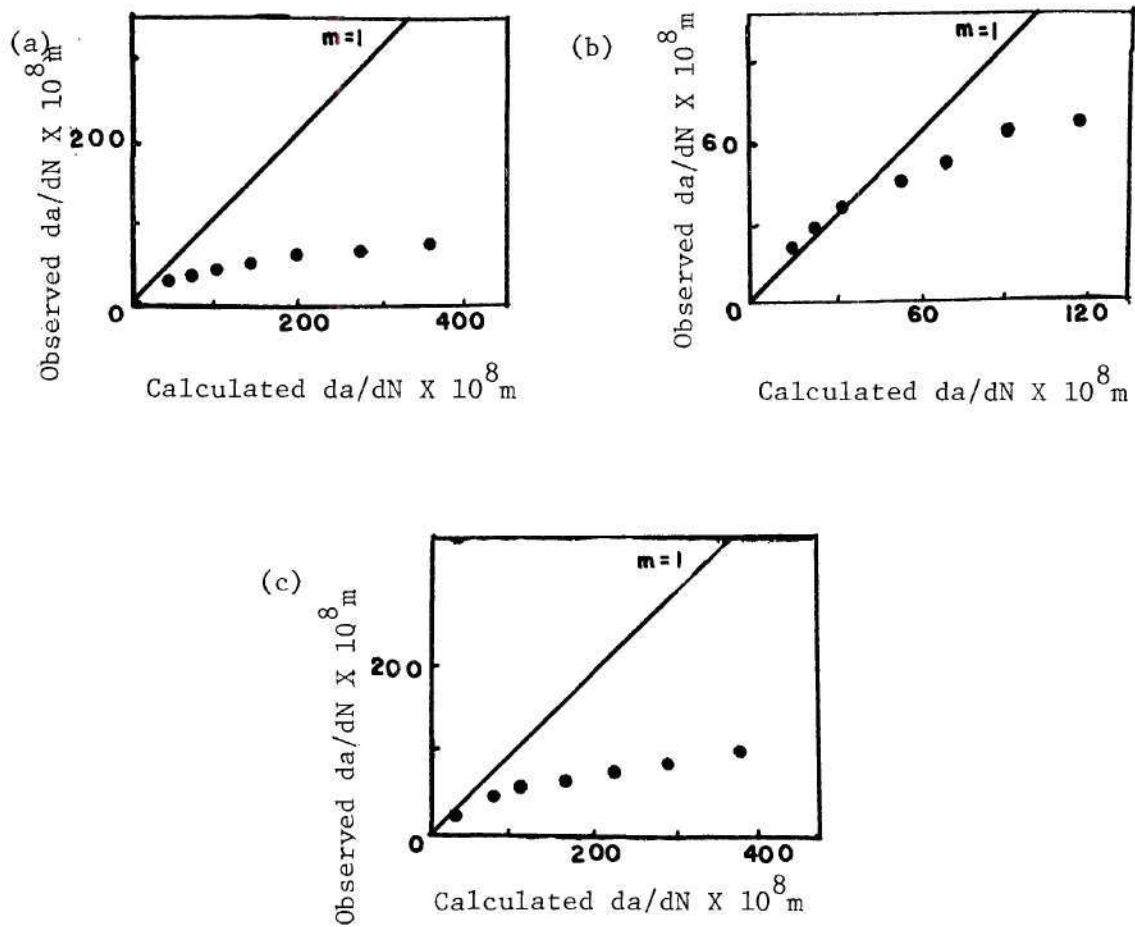 (a)
Observed da/dN X 10⁸m
m=1
200
0
200
400
Calculated da/dN X 10⁸m
(b)
Observed da/dN X 10⁸m
m=1
60
0
60
120
Calculated da/dN X 10⁸m
(c)
Observed da/dN X 10⁸m
m=1
200
0
200
400
Calculated da/dN X 10⁸m